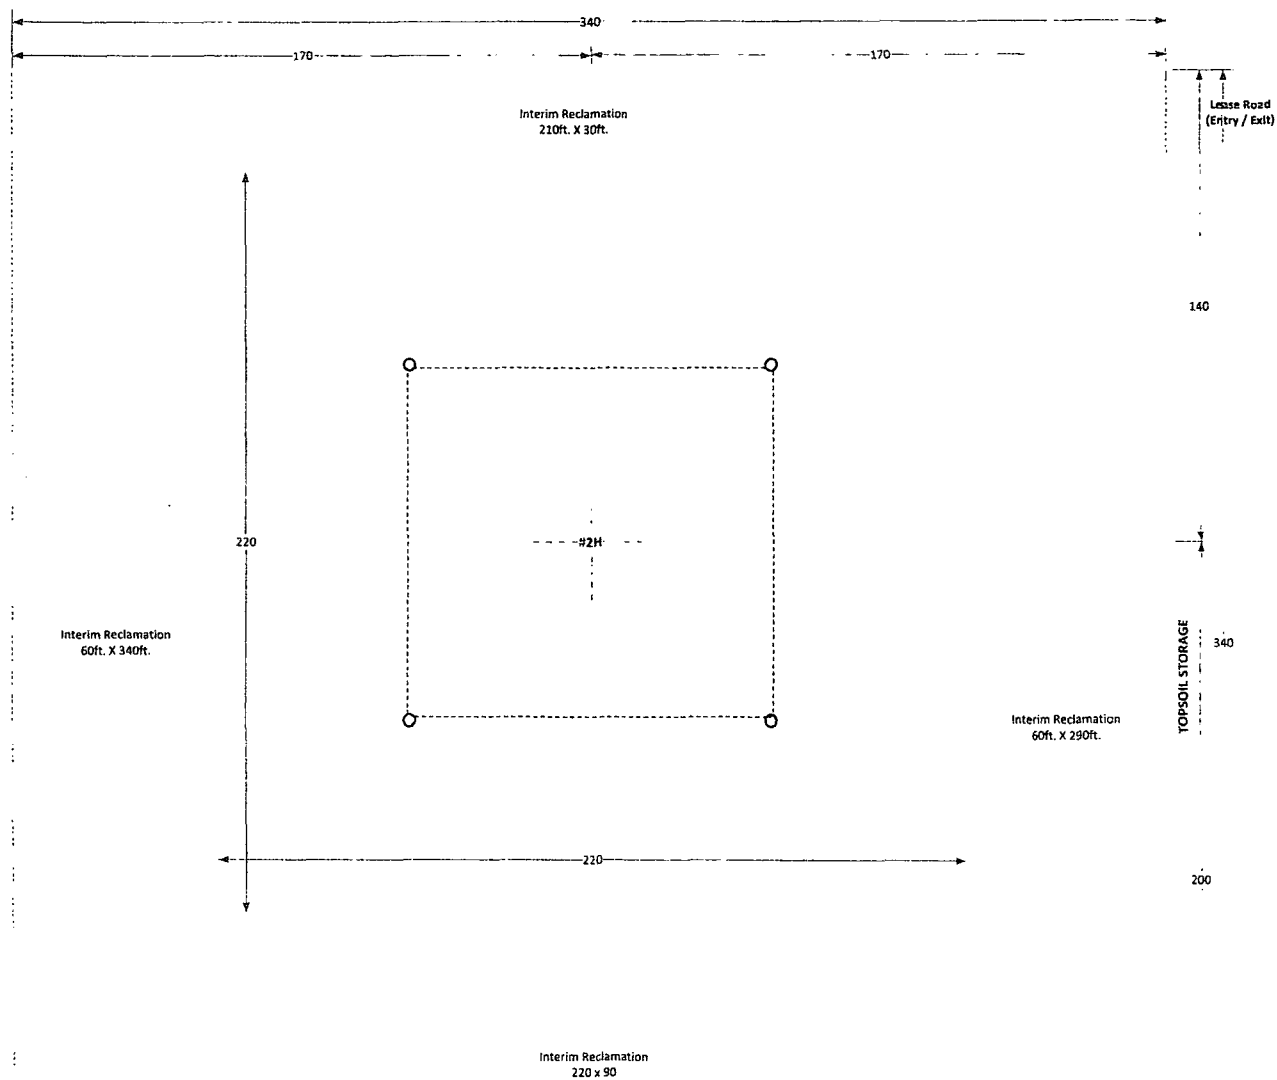 340
170
170
Lease Road
(Entry / Exit)
Interim Reclamation
210ft. X 30ft.
140
220
#2H
Interim Reclamation
60ft. X 340ft.
TOPSOIL STORAGE
340
Interim Reclamation
60ft. X 290ft.
220
200
Interim Reclamation
220 x 90